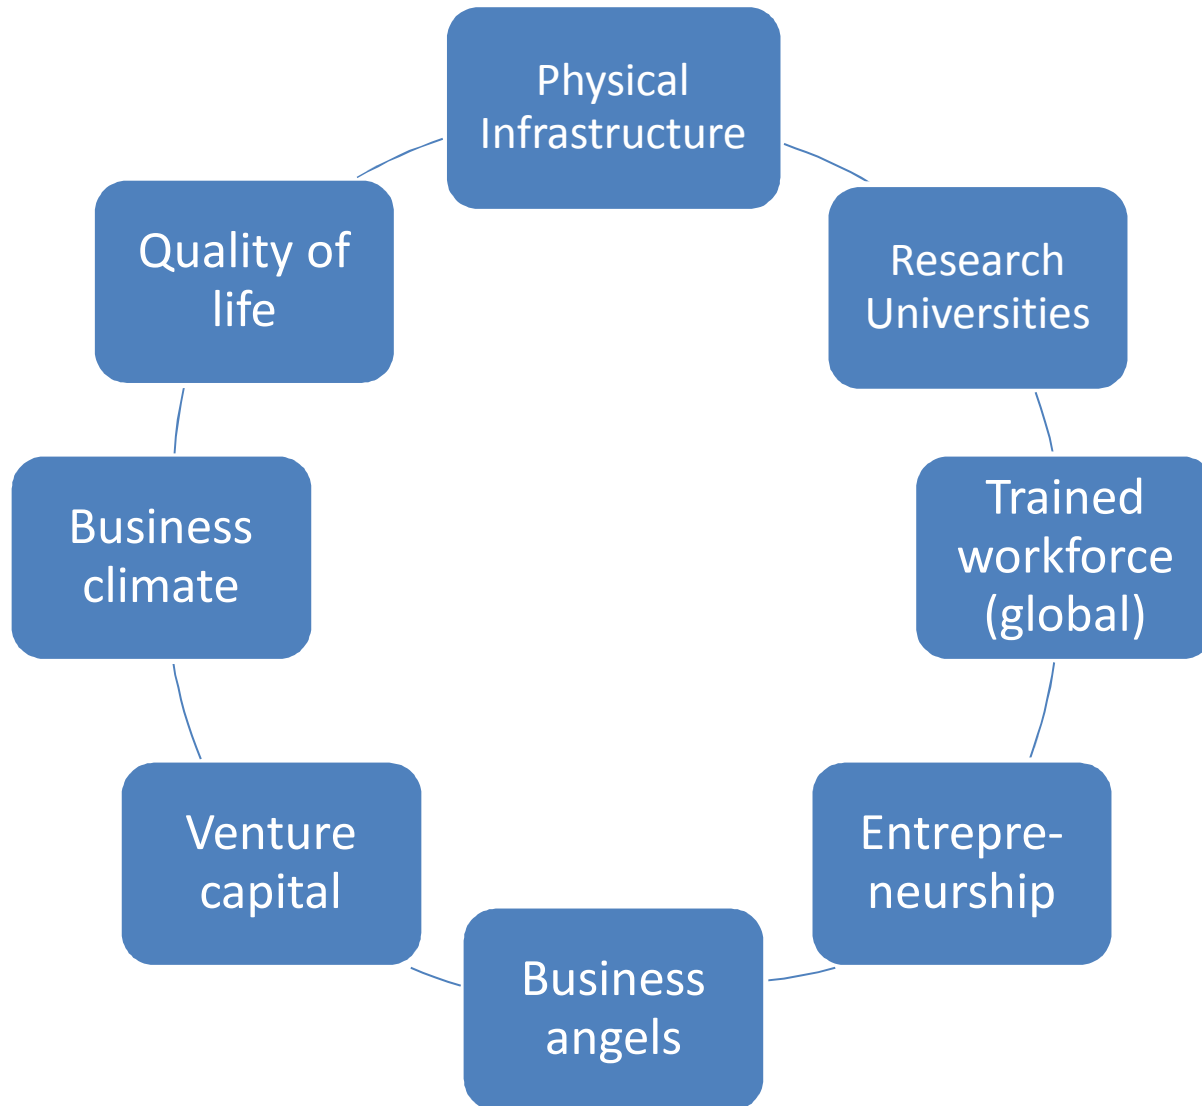 Physical
Infrastructure
Research
Universities
Trained
workforce
(global)
Entrepre-
neurship
Business
angels
Venture
capital
Business
climate
Quality of
life